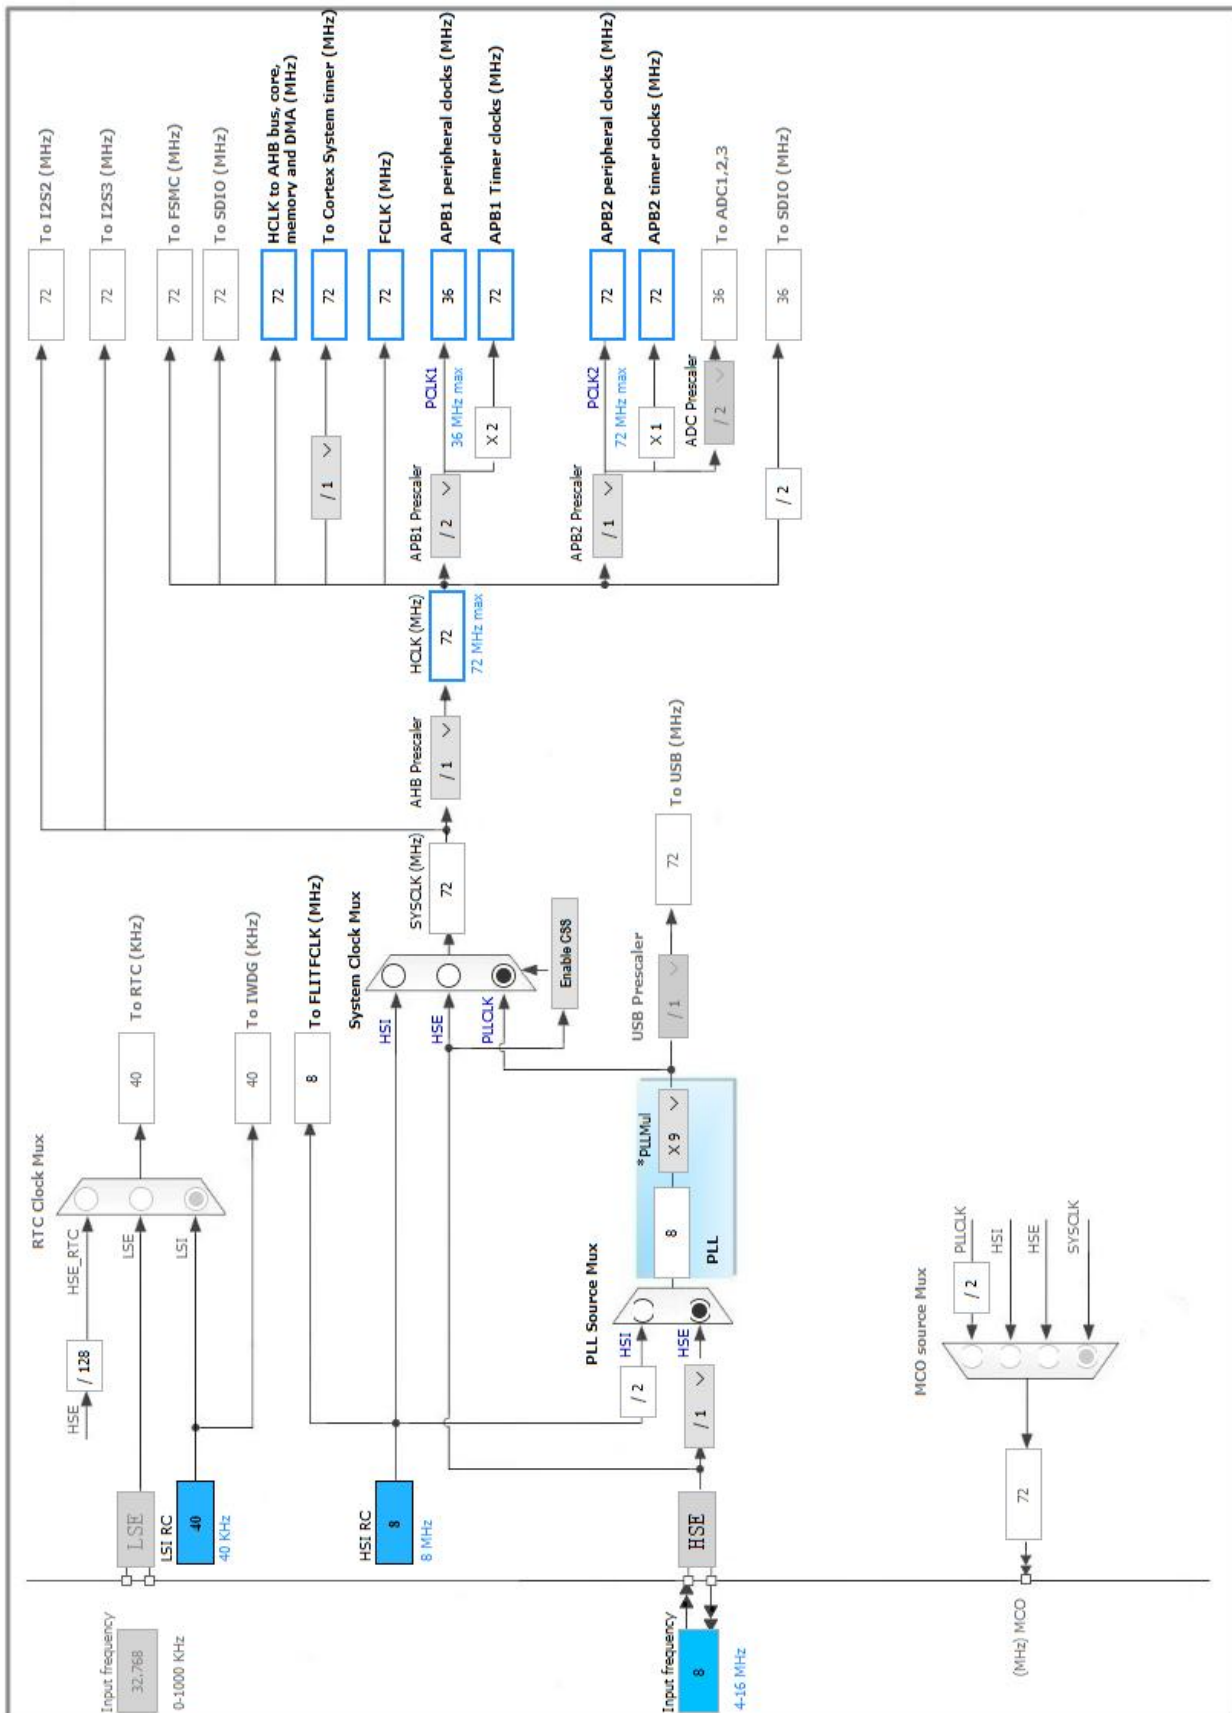 Input frequency
32.768
0-1000 KHz
LSE
LSI RC
40
40 KHz
HSE
/ 128
HSE_RTC
LSE
LSI
RTC Clock Mux
40
To RTC (KHz)
40
To IWDG (KHz)
8
To FLITFCLK (MHz)
HSI RC
8
8 MHz
Input frequency
8
4-16 MHz
HSE
/ 1
/ 2
HSI
HSE
PLL Source Mux
8
*PLLMul
X 9
PLL
USB Prescaler
/ 1
72
To USB (MHz)
System Clock Mux
HSI
HSE
PLLCLK
Enable CSS
SYSCLK (MHz)
72
AHB Prescaler
/ 1
HCLK (MHz)
72
72 MHz max
72
To I2S2 (MHz)
72
To I2S3 (MHz)
72
To FSMC (MHz)
72
To SDIO (MHz)
72
HCLK to AHB bus, core,
memory and DMA (MHz)
/ 1
72
To Cortex System timer (MHz)
72
FCLK (MHz)
APB1 Prescaler
/ 2
PCLK1
36 MHz max
36
APB1 peripheral clocks (MHz)
X 2
72
APB1 Timer clocks (MHz)
APB2 Prescaler
/ 1
PCLK2
72 MHz max
72
APB2 peripheral clocks (MHz)
X 1
72
APB2 timer clocks (MHz)
ADC Prescaler
/ 2
36
To ADC1,2,3
/ 2
36
To SDIO (MHz)
(MHz) MCO
72
MCO source Mux
/ 2
PLLCLK
HSI
HSE
SYSCLK